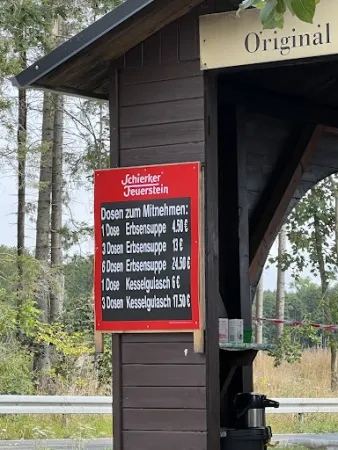 Original
Schierker
Feuerstein
Dosen zum Mitnehmen:
1 Dose Erbsensuppe 4.50 €
3 Dosen Erbsensuppe 13 €
6 Dosen Erbsensuppe 24.50 €
1 Dose Kesselgulasch 6 €
3 Dosen Kesselgulasch 17.50 €